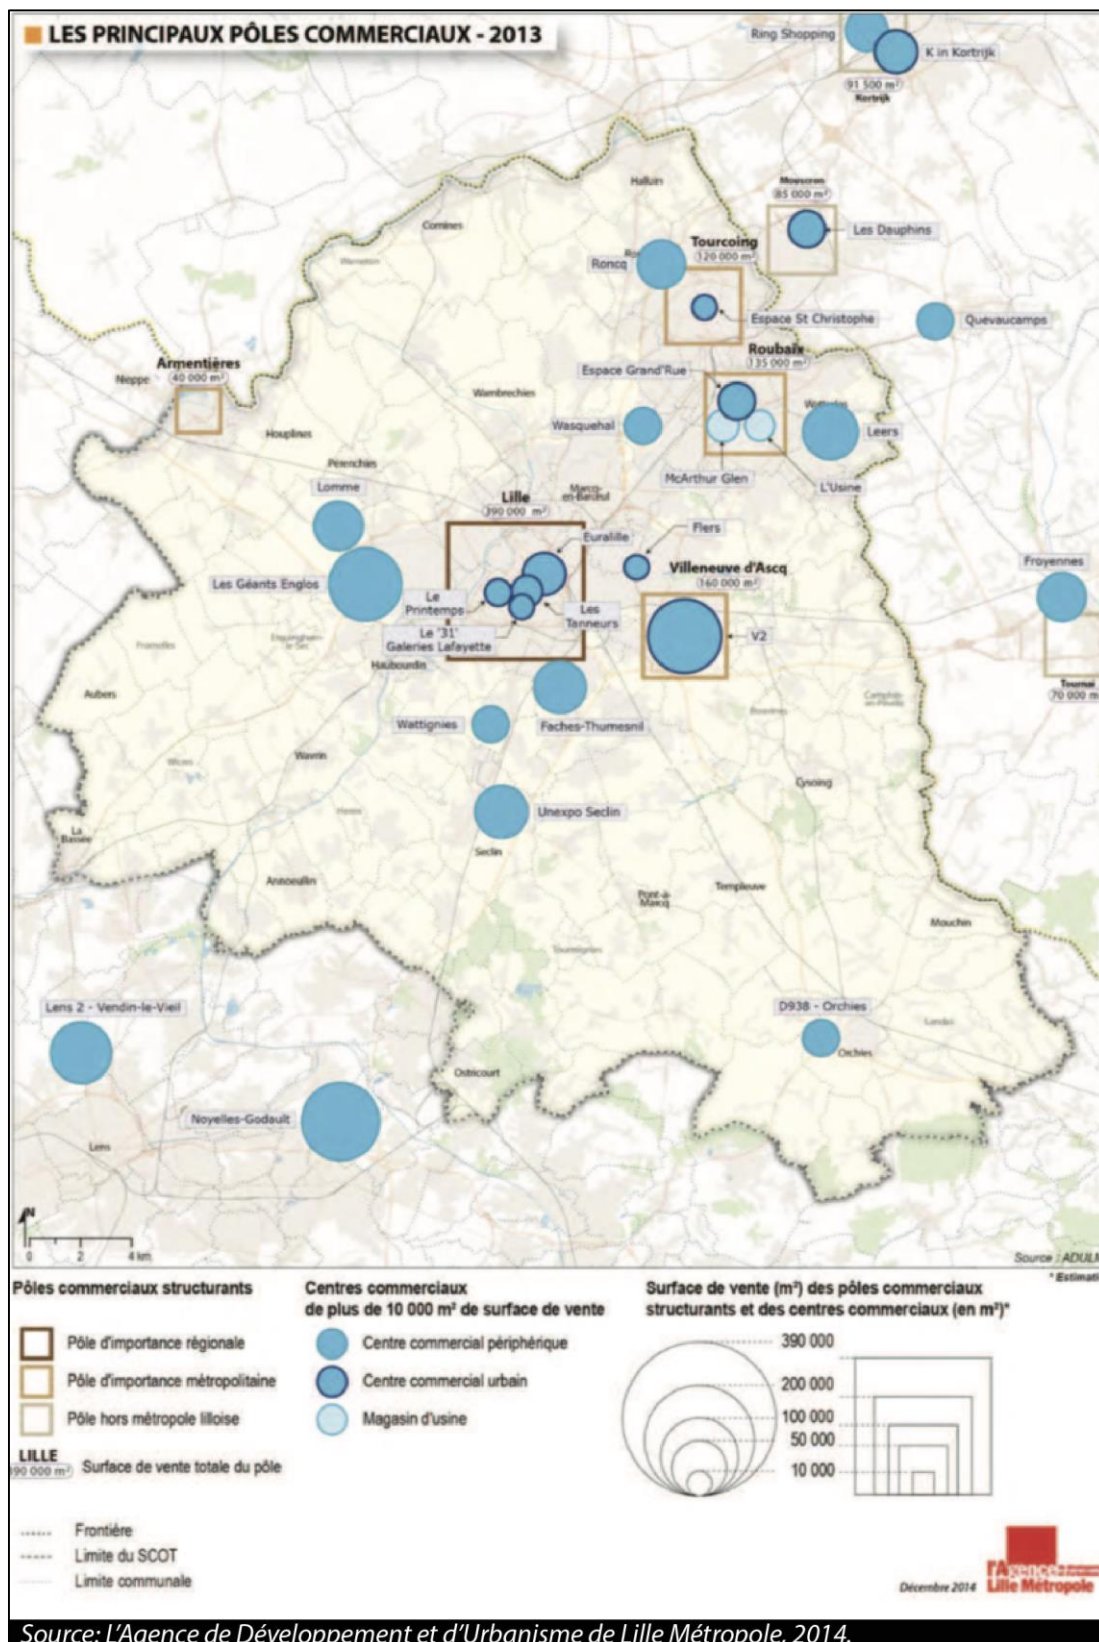 LES PRINCIPAUX PÔLES COMMERCIAUX - 2013
Ring Shopping
K in Kortrijk
91 500 m²
Kortrijk
Halluin
Mouscron
85 000 m²
Comines
Les Dauphins
Warneton
Tourcoing
120 000 m²
Roncq
Espace St Christophe
Quevaucamps
Roubaix
135 000 m²
Armentières
40 000 m²
Nieppe
Espace Grand'Rue
Wambrechies
Houplines
Wasquehal
Leers
Perenchies
McArthur Glen
L'Usine
Lomme
Marcq-
en-Barœul
Lille
390 000 m²
Euralille
Flers
Villeneuve d'Ascq
160 000 m²
Froyennes
Les Géants Englos
Le
Printemps
Les
Tanneurs
Le '31'
Galeries Lafayette
V2
Fromelles
Haubourdin
Tournai
70 000 m
Aubers
Wattignies
Faches-Thumesnil
Wavrin
Cysoing
Unexpo Seclin
La
Bassée
Seclin
Annoeullin
Templeuve
Pont-à-
Marcq
Mouchin
Lens 2 - Vendin-le-Vieil
D938 - Orchies
Orchies
Ostricourt
Noyelles-Godault
Lens
N
0 2 4 km
Source : ADULM
* Estimati
Pôles commerciaux structurants
Pôle d'importance régionale
Pôle d'importance métropolitaine
Pôle hors métropole lilloise
LILLE
390 000 m²
Surface de vente totale du pôle
Frontière
Limite du SCOT
Limite communale
Centres commerciaux
de plus de 10 000 m² de surface de vente
Centre commercial périphérique
Centre commercial urbain
Magasin d'usine
Surface de vente (m²) des pôles commerciaux
structurants et des centres commerciaux (en m²)*
390 000
200 000
100 000
50 000
10 000
Décembre 2014
l'Agence
Lille Métropole
Source: L'Agence de Développement et d'Urbanisme de Lille Métropole, 2014.